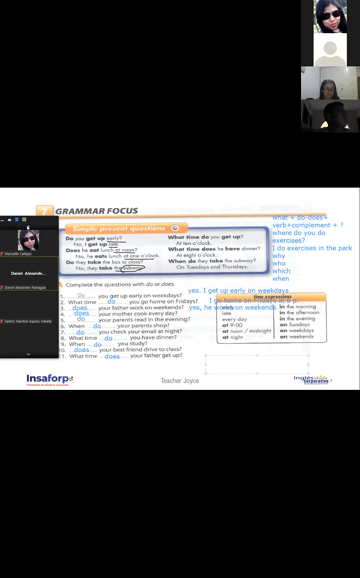 7 GRAMMAR FOCUS
Simple present questions
Do you get up early?
No, I get up late.
Does he eat lunch at noon?
No, he eats lunch at one o'clock.
Do they take the bus to class?
No, they take the subway.
What time do you get up?
At ten o'clock.
What time does he have dinner?
At eight o'clock.
When do they take the subway?
On Tuesdays and Thursdays.
what + do-does+
verb+complement + ?
where do you do
exercises?
I do exercises in the park
why
who
which
when
Complete the questions with do or does.
1. Do you get up early on weekdays?
2. What time do you go home on Fridays?
3. does your father work on weekends?
4. does your mother cook every day?
5. do your parents read in the evening?
6. When do your parents shop?
7. do you check your email at night?
8. What time do you have dinner?
9. When do you study?
10. does your best friend drive to class?
11. What time does your father get up?
yes. I get up early on weekdays
I go home on Fridays at 6 p.
yes, he works on weekends
time expressions
late
every day
at 9:00
at noon / midnight
at night
in the morning
in the afternoon
in the evening
on Sundays
on weekdays
on weekends
Meredith Callejas
Daniel Alexande...
Daniel Alexander Paniagua
Insaforp
Teacher Joyce
Inglés
Corporativo